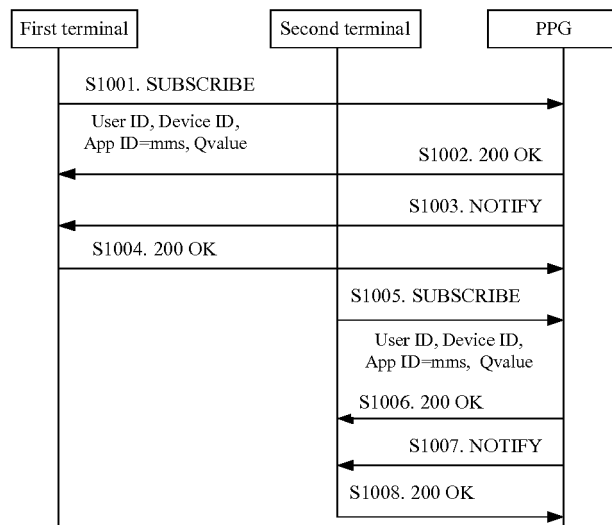 First terminal
Second terminal
PPG
S1001. SUBSCRIBE
User ID, Device ID,
App ID=mms, Qvalue
S1002. 200 OK
S1003. NOTIFY
S1004. 200 OK
S1005. SUBSCRIBE
User ID, Device ID,
App ID=mms, Qvalue
S1006. 200 OK
S1007. NOTIFY
S1008. 200 OK